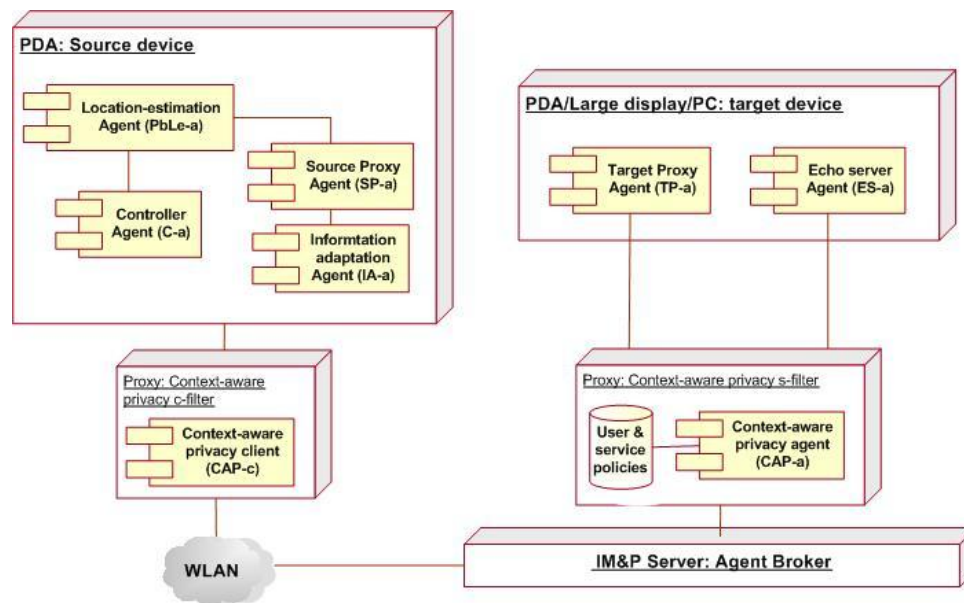 PDA: Source device
Location-estimation
Agent (PbLe-a)
Source Proxy
Agent (SP-a)
Controller
Agent (C-a)
Informtation
adaptation
Agent (IA-a)
PDA/Large display/PC: target device
Target Proxy
Agent (TP-a)
Echo server
Agent (ES-a)
Proxy: Context-aware
privacy c-filter
Context-aware
privacy client
(CAP-c)
Proxy: Context-aware privacy s-filter
User &
service
policies
Context-aware
privacy agent
(CAP-a)
WLAN
IM&P Server: Agent Broker